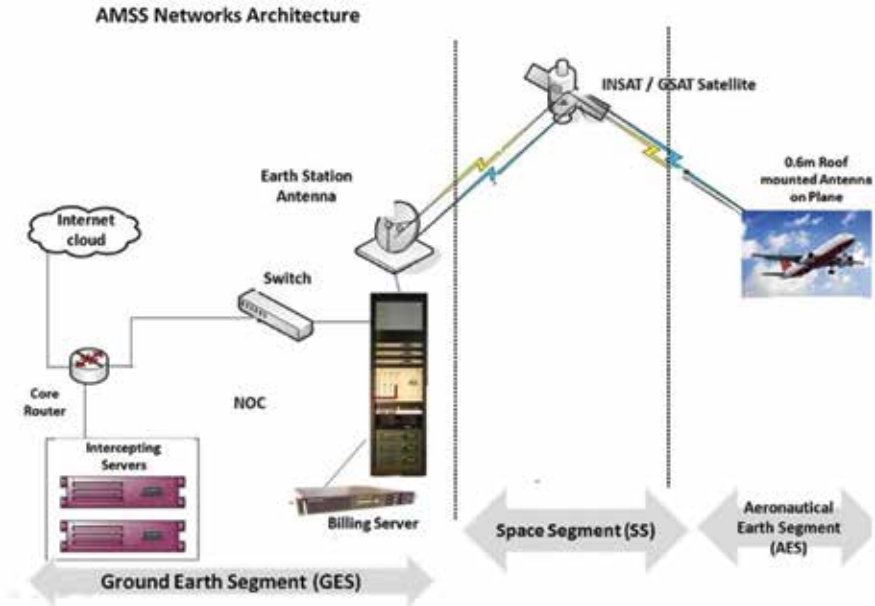 AMSS Networks Architecture
INSAT / GSAT Satellite
0.6m Roof
mounted Antenna
on Plane
Earth Station
Antenna
Internet
cloud
Switch
Core
Router
NOC
Intercepting
Servers
Billing Server
Ground Earth Segment (GES)
Space Segment (SS)
Aeronautical
Earth Segment
(AES)